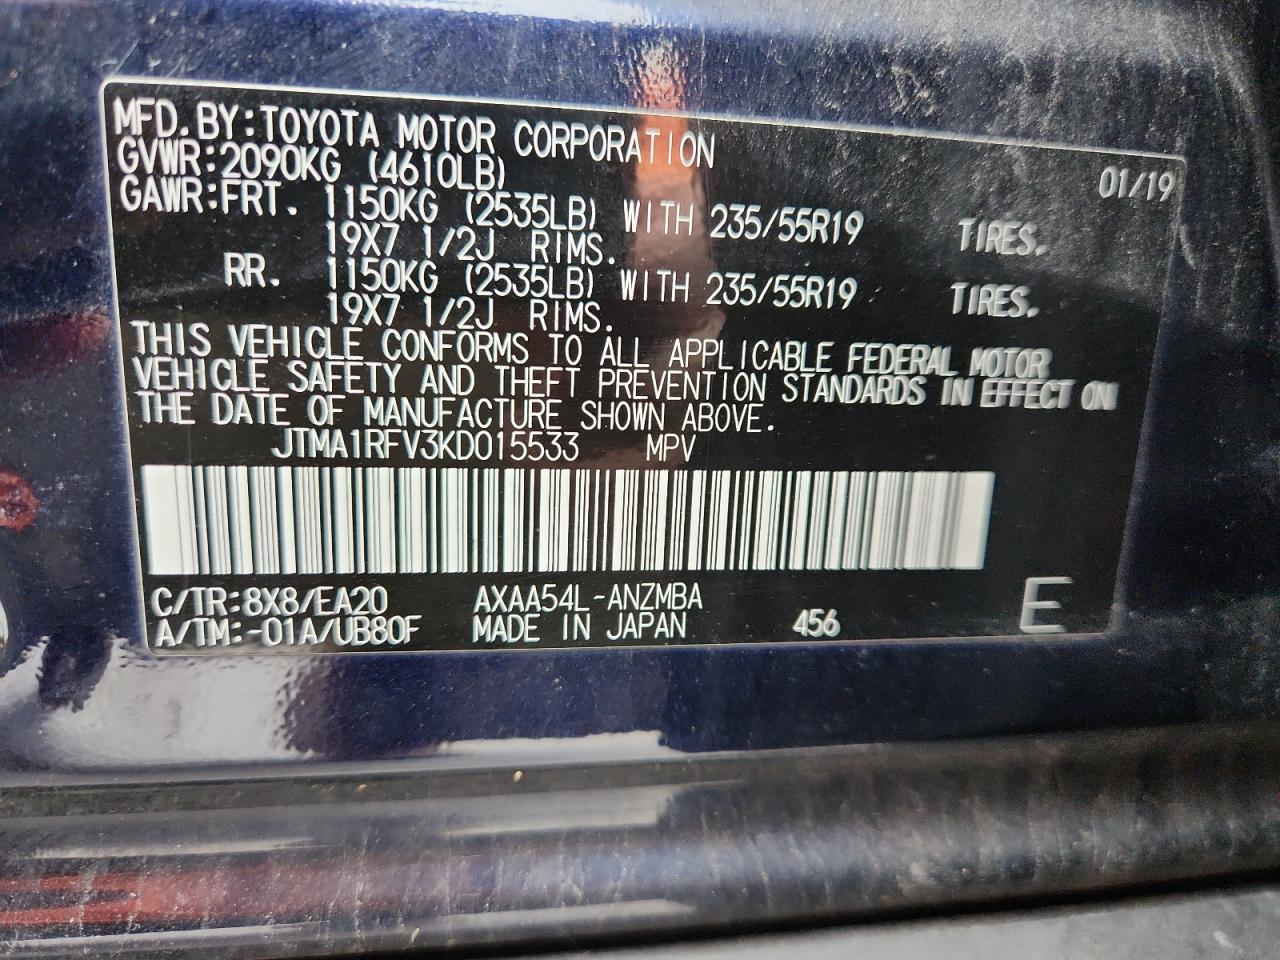 MFD.BY:TOYOTA MOTOR CORPORATION 01/19
GVWR:2090KG (4610LB)
GAWR:FRT. 1150KG (2535LB) WITH 235/55R19 TIRES.
19X7 1/2J RIMS.
RR. 1150KG (2535LB) WITH 235/55R19 TIRES.
19X7 1/2J RIMS.
THIS VEHICLE CONFORMS TO ALL APPLICABLE FEDERAL MOTOR
VEHICLE SAFETY AND THEFT PREVENTION STANDARDS IN EFFECT ON
THE DATE OF MANUFACTURE SHOWN ABOVE.
JTMA1RFV3KD015533 MPV
C/TR:8X8/EA20 AXAA54L-ANZMBA
A/TM:-01A/UB80F MADE IN JAPAN 456 E